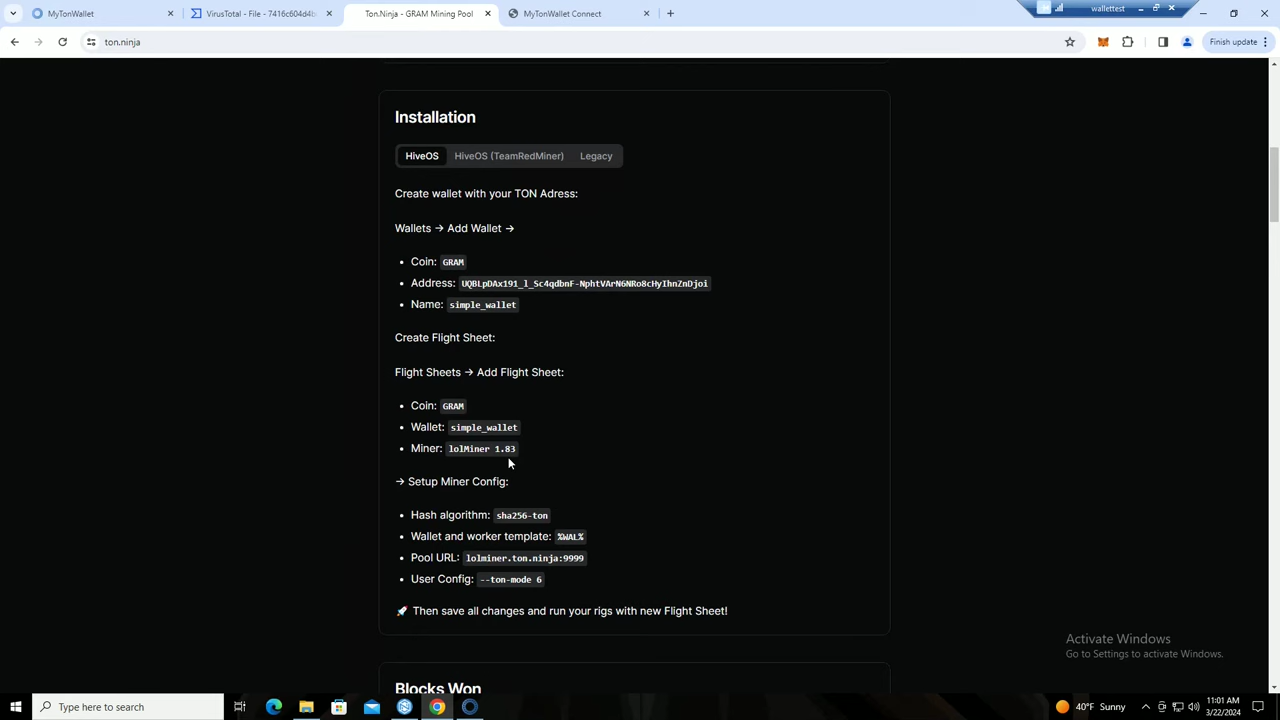 MyTonWallet
VirusTotal - File - 7416c604d4b
Ton.Ninja - GRAM Mining Pool
MyTonWallet Connect
wallettest
ton.ninja
Finish update
Installation
HiveOS
HiveOS (TeamRedMiner)
Legacy
Create wallet with your TON Adress:
Wallets → Add Wallet →
• Coin: GRAM
• Address: UQBLpDAx191_l_Sc4qdbnF-NphtVArN6NRo8cHyIhnZnDjoi
• Name: simple_wallet
Create Flight Sheet:
Flight Sheets → Add Flight Sheet:
• Coin: GRAM
• Wallet: simple_wallet
• Miner: lolMiner 1.83
→ Setup Miner Config:
• Hash algorithm: sha256-ton
• Wallet and worker template: %WAL%
• Pool URL: lolminer.ton.ninja:9999
• User Config: --ton-mode 6
🚀 Then save all changes and run your rigs with new Flight Sheet!
Activate Windows
Go to Settings to activate Windows.
Blocks Won
Type here to search
40°F Sunny
11:01 AM
3/22/2024